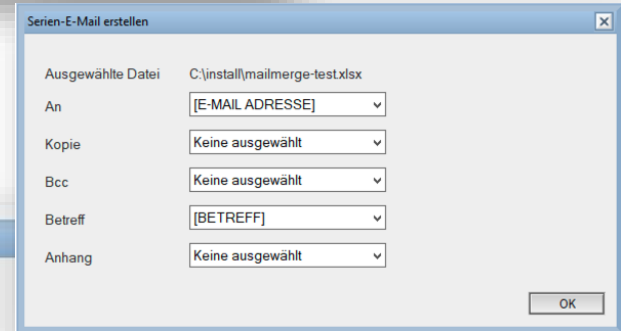 Serien-E-Mail erstellen
Ausgewählte Datei C:\install\mailmerge-test.xlsx
An [E-MAIL ADRESSE]
Kopie Keine ausgewählt
Bcc Keine ausgewählt
Betreff [BETREFF]
Anhang Keine ausgewählt
OK